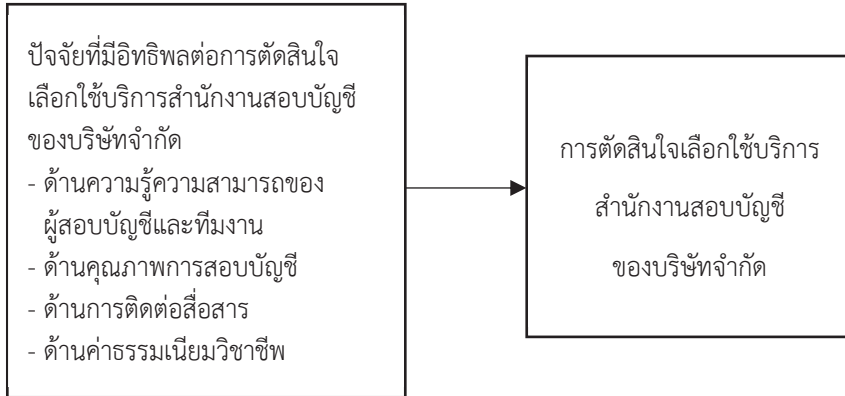 ปัจจัยที่มีอิทธิพลต่อการตัดสินใจ
เลือกใช้บริการสำนักงานสอบบัญชี
ของบริษัทจำกัด
- ด้านความรู้ความสามารถของ
ผู้สอบบัญชีและทีมงาน
- ด้านคุณภาพการสอบบัญชี
- ด้านการติดต่อสื่อสาร
- ด้านค่าธรรมเนียมวิชาชีพ
การตัดสินใจเลือกใช้บริการ
สำนักงานสอบบัญชี
ของบริษัทจำกัด